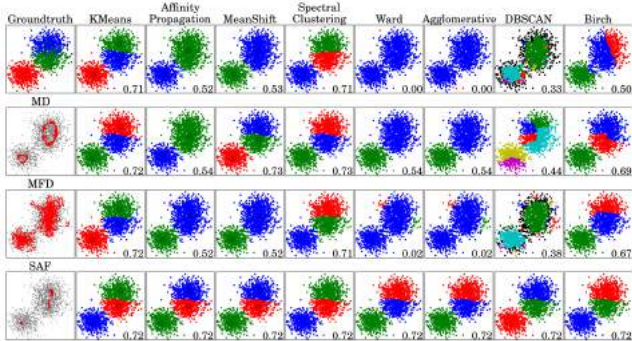 Groundtruth KMeans Affinity Propagation MeanShift Spectral Clustering Ward Agglomerative DBSCAN Birch
0.71 0.52 0.53 0.71 0.00 0.00 0.33 0.50
MD
0.72 0.54 0.73 0.73 0.54 0.54 0.44 0.69
MFD
0.72 0.52 0.52 0.71 0.02 0.02 0.38 0.67
SAF
0.72 0.72 0.72 0.72 0.72 0.72 0.72 0.72